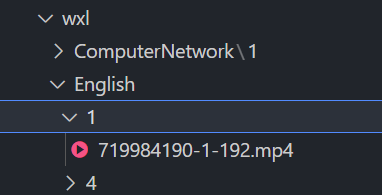 wxl
ComputerNetwork\1
English
1
719984190-1-192.mp4
4